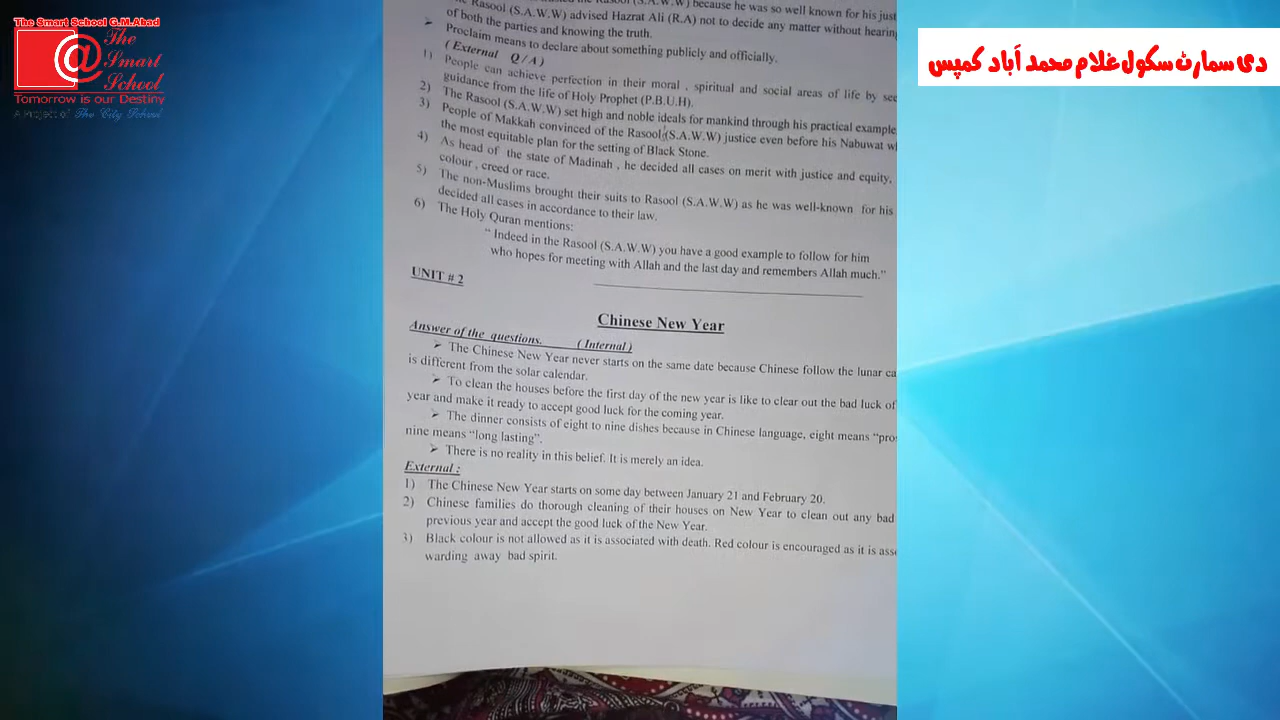 The Smart School G.M.Abad
The
Smart
School
Tomorrow is our Destiny
A Project of The City School
دی سمارٹ سکول غلام محمد آباد کمپس
Rasool (S.A.W.W) because he was so well known for his
Rasool (S.A.W.W) advised Hazrat Ali (R.A) not to decide any matter without hearing
of both the parties and knowing the truth.
➢ Proclaim means to declare about something publicly and officially.
( External Q/A )
1) People can achieve perfection in their moral , spiritual and social areas of life by
guidance from the life of Holy Prophet (P.B.U.H).
2) The Rasool (S.A.W.W) set high and noble ideals for mankind through his practical example,
3) People of Makkah convinced of the Rasool (S.A.W.W) justice even before his Nabuwat
the most equitable plan for the setting of Black Stone.
4) As head of the state of Madinah , he decided all cases on merit with justice and equity,
colour , creed or race.
5) The non-Muslims brought their suits to Rasool (S.A.W.W) as he was well-known for his
decided all cases in accordance to their law.
6) The Holy Quran mentions:
“ Indeed in the Rasool (S.A.W.W) you have a good example to follow for him
who hopes for meeting with Allah and the last day and remembers Allah much.”
UNIT # 2
Chinese New Year
Answer of the questions. ( Internal )
➢ The Chinese New Year never starts on the same date because Chinese follow the lunar
is different from the solar calendar.
➢ To clean the houses before the first day of the new year is like to clear out the bad luck of
year and make it ready to accept good luck for the coming year.
➢ The dinner consists of eight to nine dishes because in Chinese language, eight means
nine means “long lasting”.
➢ There is no reality in this belief. It is merely an idea.
External :
1) The Chinese New Year starts on some day between January 21 and February 20.
2) Chinese families do thorough cleaning of their houses on New Year to clean out any bad
previous year and accept the good luck of the New Year.
3) Black colour is not allowed as it is associated with death. Red colour is encouraged as it is
warding away bad spirit.